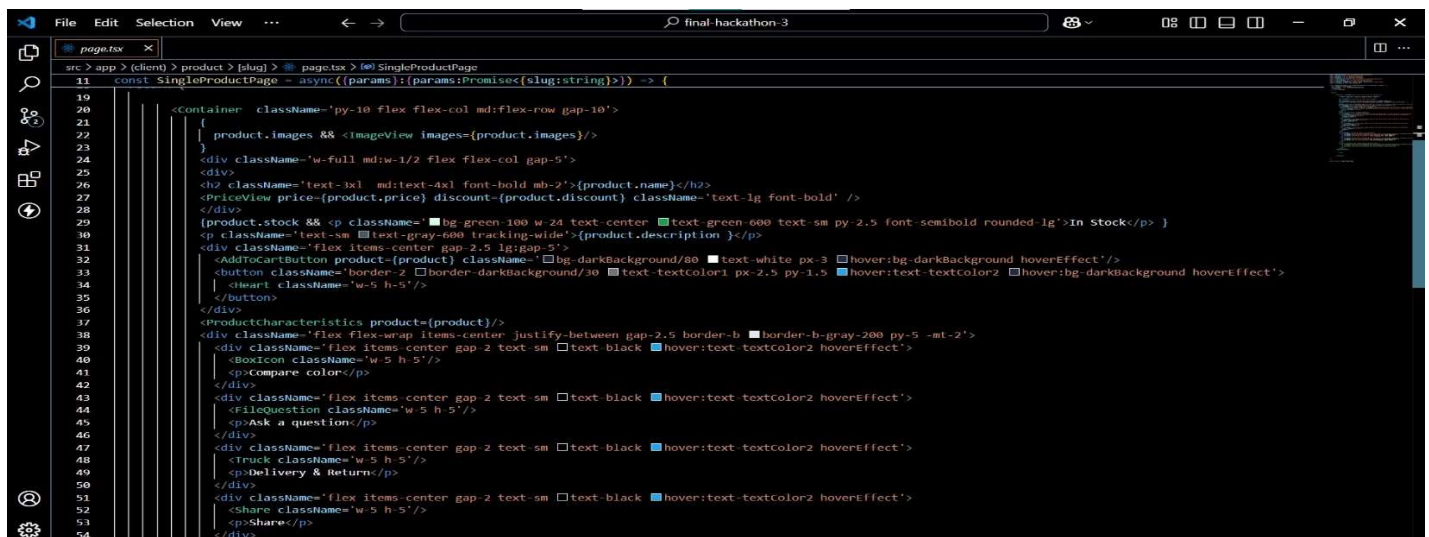 File Edit Selection View ··· final-hackathon-3
page.tsx
src > app > (client) > product > [slug] > page.tsx > SingleProductPage
11 const SingleProductPage = async({params}:{params:Promise<{slug:string}>}) => {
19
20 <Container className='py-10 flex flex-col md:flex-row gap-10'>
21 {
22 product.images && <ImageView images={product.images}/>
23 }
24 <div className='w-full md:w-1/2 flex flex-col gap-5'>
25 <div>
26 <h2 className='text-3xl md:text-4xl font-bold mb-2'>{product.name}</h2>
27 <PriceView price={product.price} discount={product.discount} className='text-lg font-bold' />
28 </div>
29 {product.stock && <p className='bg-green-100 w-24 text-center text-green-600 text-sm py-2.5 font-semibold rounded-lg'>In Stock</p> }
30 <p className='text-sm text-gray-600 tracking-wide'>{product.description }</p>
31 <div className='flex items-center gap-2.5 lg:gap-5'>
32 <AddToCartButton product={product} className='bg-darkBackground/80 text-white px-3 hover:bg-darkBackground hoverEffect'/>
33 <button className='border-2 border-darkBackground/30 text-textColor1 px-2.5 py-1.5 hover:text-textColor2 hover:bg-darkBackground hoverEffect'>
34 <Heart className='w-5 h-5'/>
35 </button>
36 </div>
37 <ProductCharacteristics product={product}/>
38 <div className='flex flex-wrap items-center justify-between gap-2.5 border-b border-b-gray-200 py-5 -mt-2'>
39 <div className='flex items-center gap-2 text-sm text-black hover:text-textColor2 hoverEffect'>
40 <BoxIcon className='w-5 h-5'/>
41 <p>Compare color</p>
42 </div>
43 <div className='flex items-center gap-2 text-sm text-black hover:text-textColor2 hoverEffect'>
44 <FileQuestion className='w-5 h-5'/>
45 <p>Ask a question</p>
46 </div>
47 <div className='flex items-center gap-2 text-sm text-black hover:text-textColor2 hoverEffect'>
48 <Truck className='w-5 h-5'/>
49 <p>Delivery & Return</p>
50 </div>
51 <div className='flex items-center gap-2 text-sm text-black hover:text-textColor2 hoverEffect'>
52 <Share className='w-5 h-5'/>
53 <p>Share</p>
54 </div>